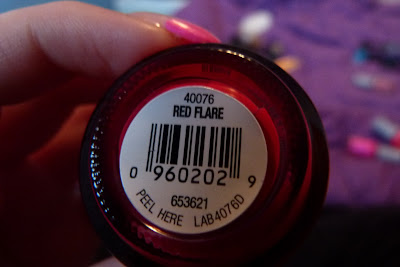 40076
RED FLARE
0 960202 9
653621
PEEL HERE LAB4076D